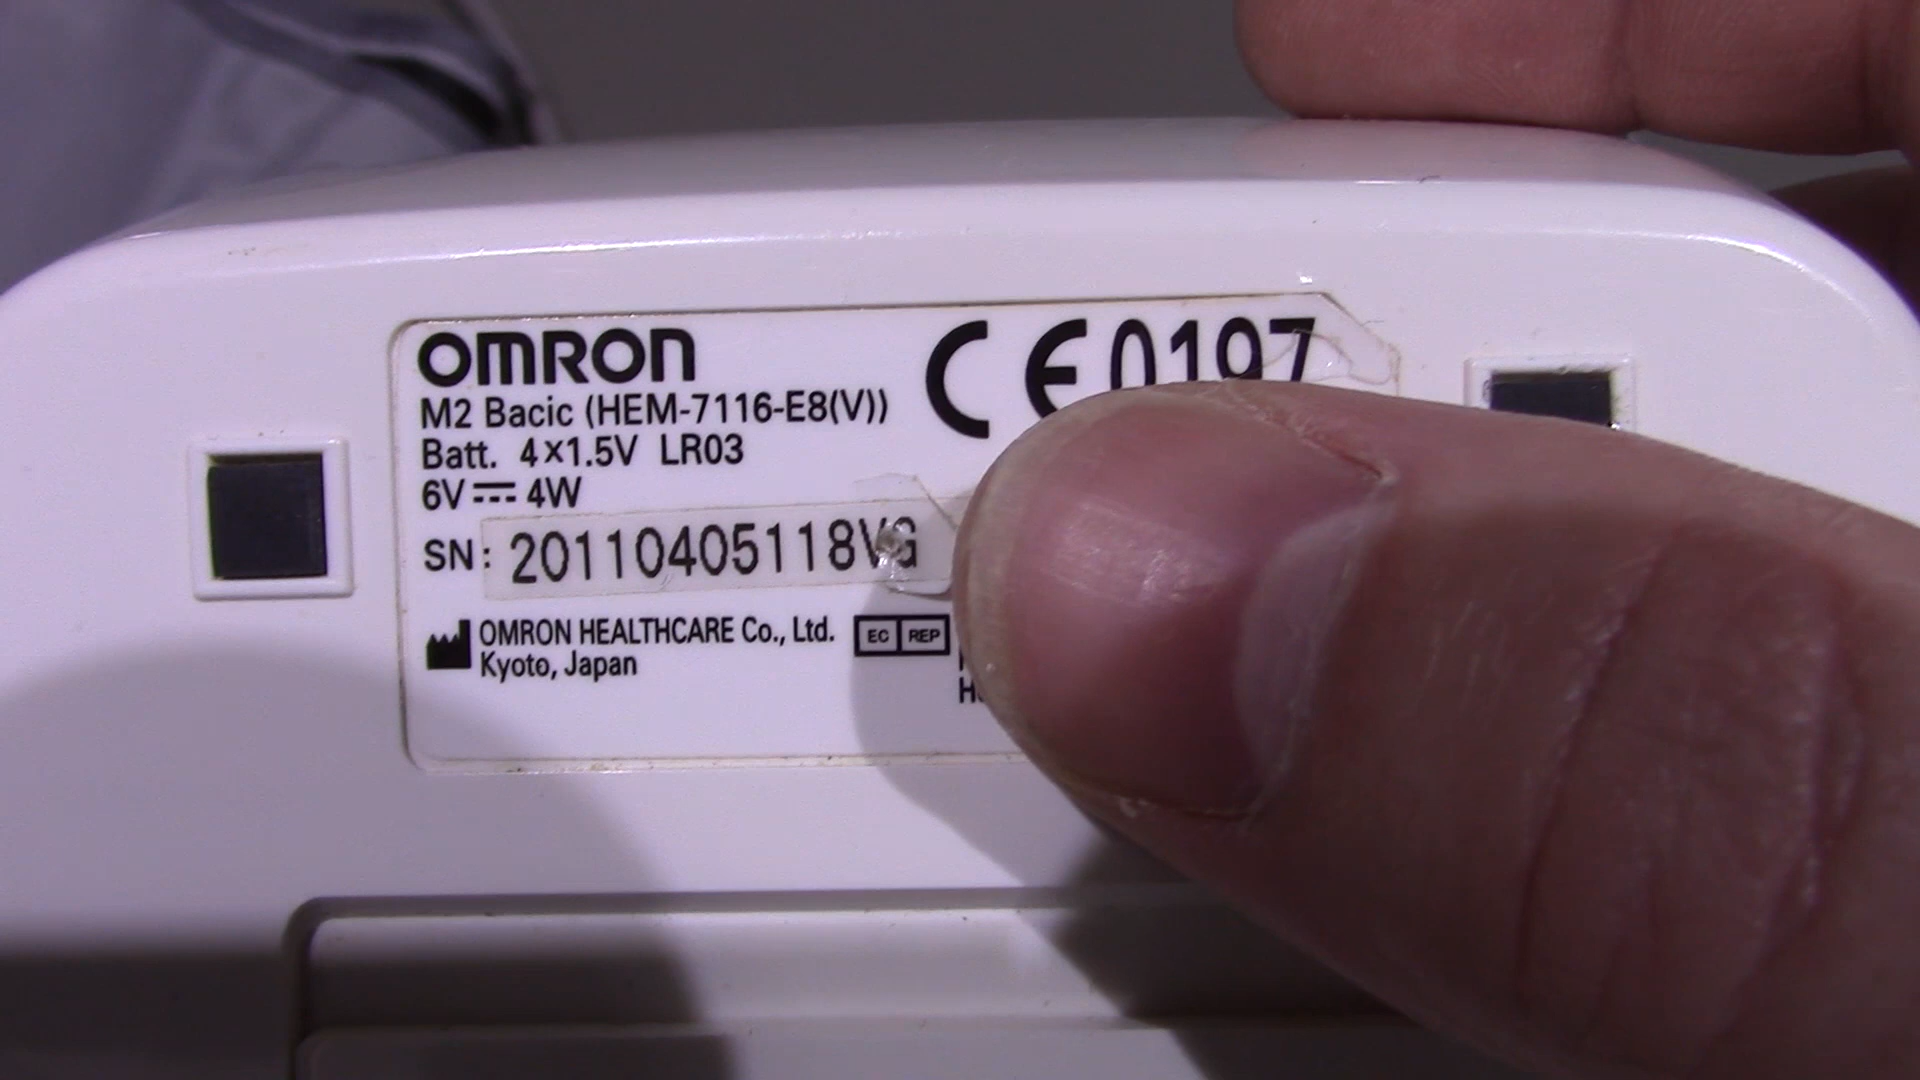 OMRON
CE 0197
M2 Bacic (HEM-7116-E8(V))
Batt. 4×1.5V LR03
6V ⎓ 4W
SN: 20110405118VG
OMRON HEALTHCARE Co., Ltd.
Kyoto, Japan
EC REP